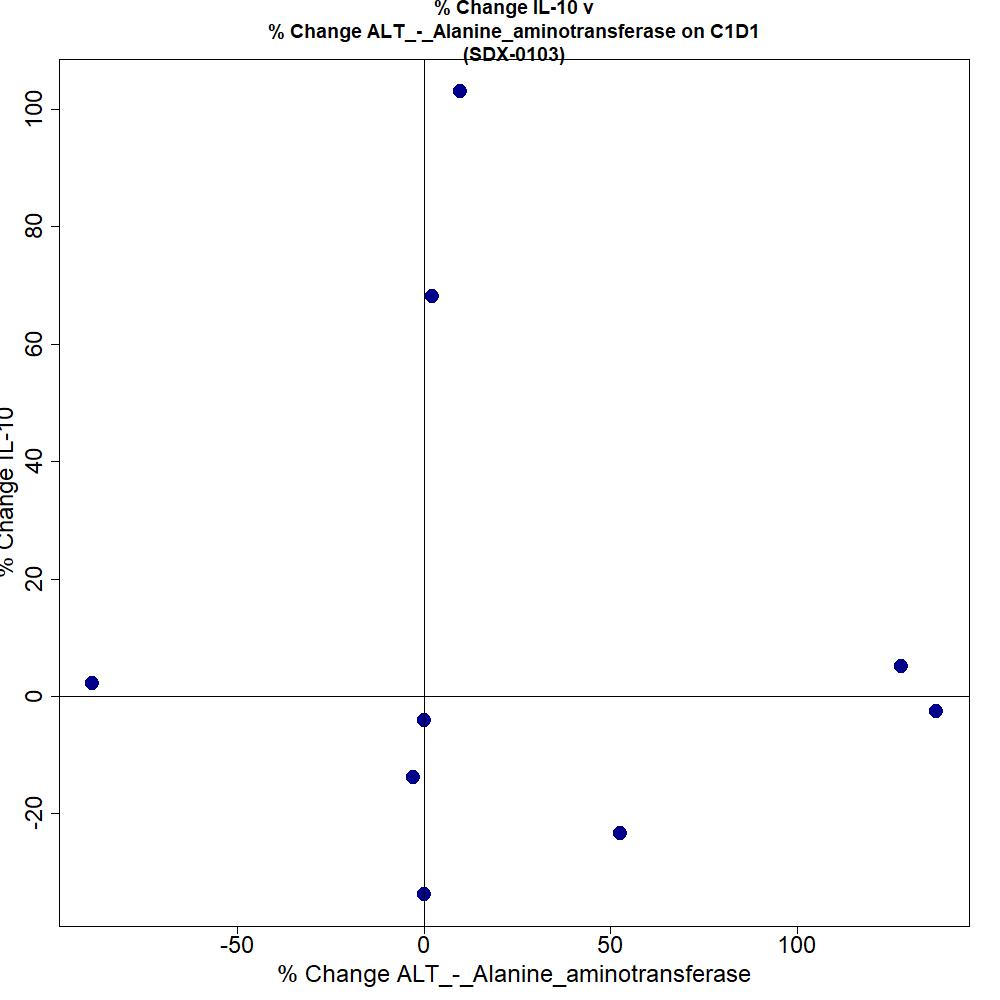 % Change IL-10 v
% Change ALT_-_Alanine_aminotransferase on C1D1
(SDX-0103)
100
80
60
40
20
0
-20
% Change IL-10
-50
0
50
100
% Change ALT_-_Alanine_aminotransferase